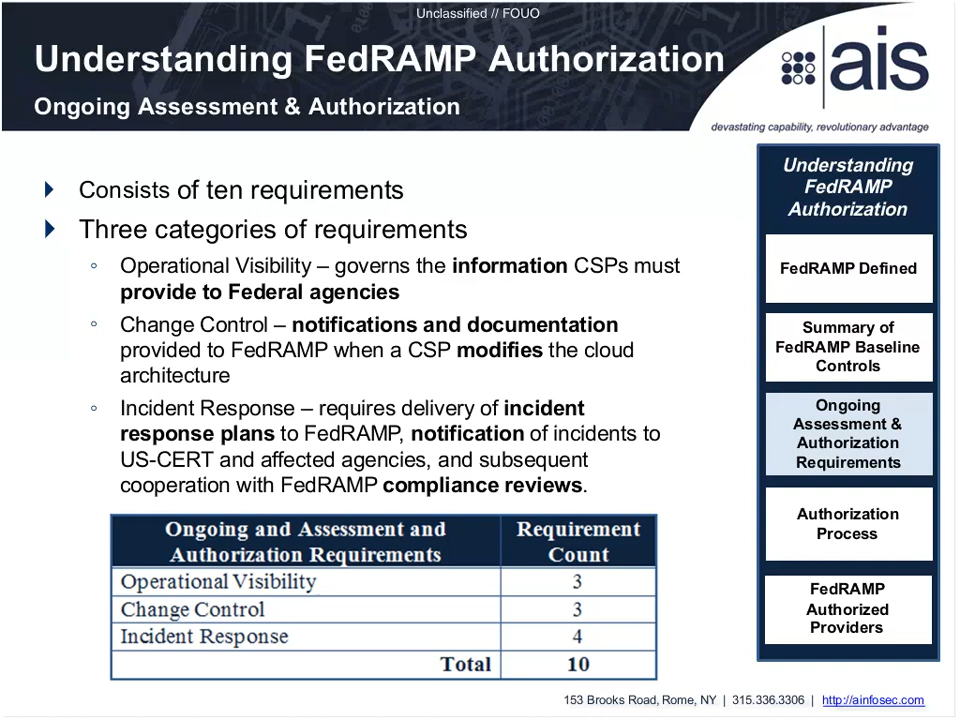 Unclassified // FOUO
Understanding FedRAMP Authorization
Ongoing Assessment & Authorization
ais
devastating capability, revolutionary advantage
Consists of ten requirements
Three categories of requirements
Operational Visibility – governs the information CSPs must
provide to Federal agencies
Change Control – notifications and documentation
provided to FedRAMP when a CSP modifies the cloud
architecture
Incident Response – requires delivery of incident
response plans to FedRAMP, notification of incidents to
US-CERT and affected agencies, and subsequent
cooperation with FedRAMP compliance reviews.
Ongoing and Assessment and
Authorization Requirements
Requirement
Count
Operational Visibility 3
Change Control 3
Incident Response 4
Total 10
Understanding
FedRAMP
Authorization
FedRAMP Defined
Summary of
FedRAMP Baseline
Controls
Ongoing
Assessment &
Authorization
Requirements
Authorization
Process
FedRAMP
Authorized
Providers
153 Brooks Road, Rome, NY | 315.336.3306 | http://ainfosec.com